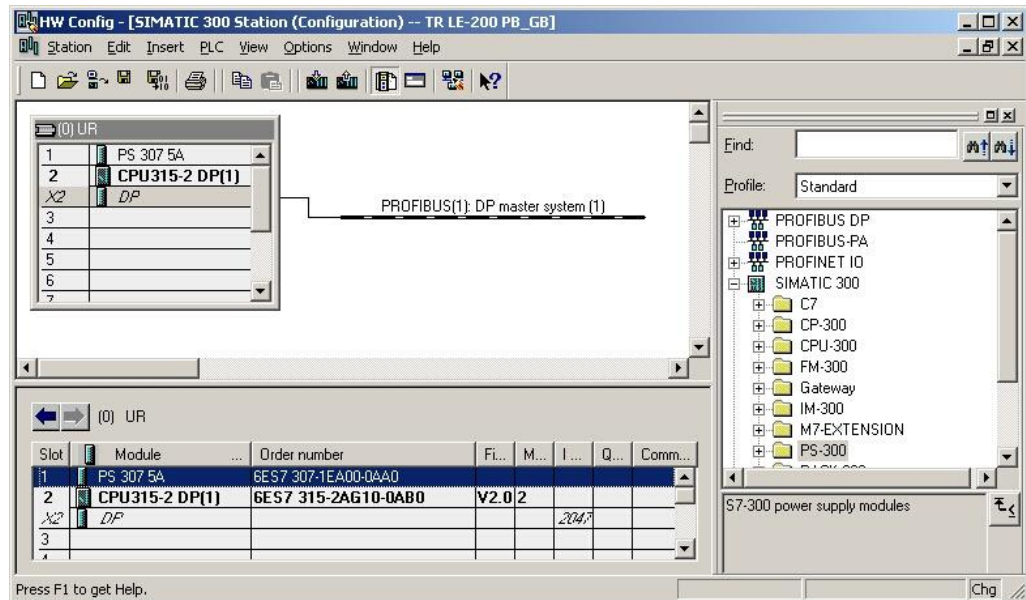 HW Config - [SIMATIC 300 Station (Configuration) -- TR LE-200 PB_GB]
Station Edit Insert PLC View Options Window Help
(0) UR
1 PS 307 5A
2 CPU315-2 DP(1)
X2 DP
3
4
5
6
7
PROFIBUS(1): DP master system (1)
Find:
Profile: Standard
PROFIBUS DP
PROFIBUS-PA
PROFINET IO
SIMATIC 300
C7
CP-300
CPU-300
FM-300
Gateway
IM-300
M7-EXTENSION
PS-300
S7-300 power supply modules
(0) UR
Slot Module ... Order number Fi... M... I ... Q... Comm...
1 PS 307 5A 6ES7 307-1EA00-0AA0
2 CPU315-2 DP(1) 6ES7 315-2AG10-0AB0 V2.0 2
X2 DP 2047
3
Press F1 to get Help.
Chg